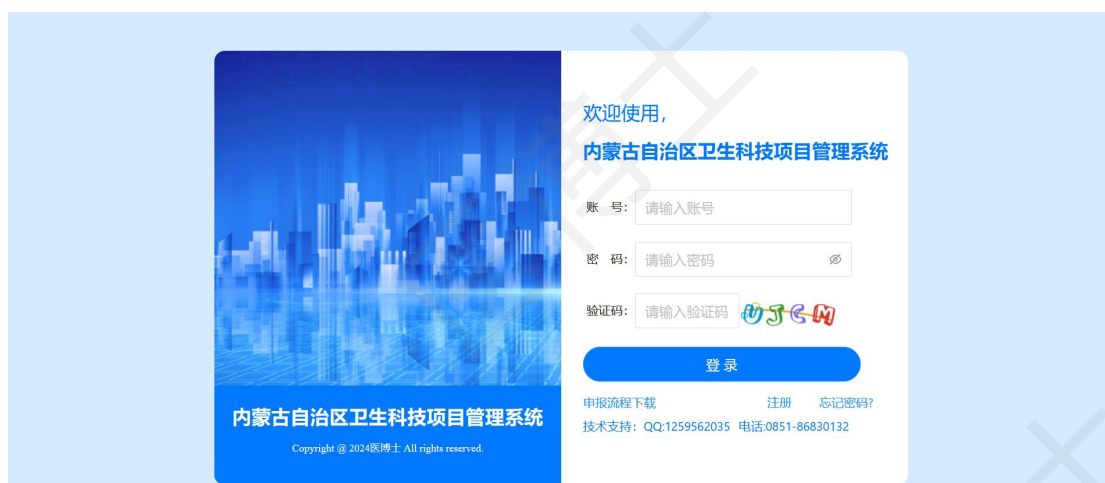 欢迎使用，
内蒙古自治区卫生科技项目管理系统
账 号： 请输入账号
密 码： 请输入密码
验证码： 请输入验证码 UJCM
登 录
申报流程下载 注册 忘记密码?
技术支持：QQ:1259562035 电话:0851-86830132
内蒙古自治区卫生科技项目管理系统
Copyright @ 2024医博士 All rights reserved.
博士
士